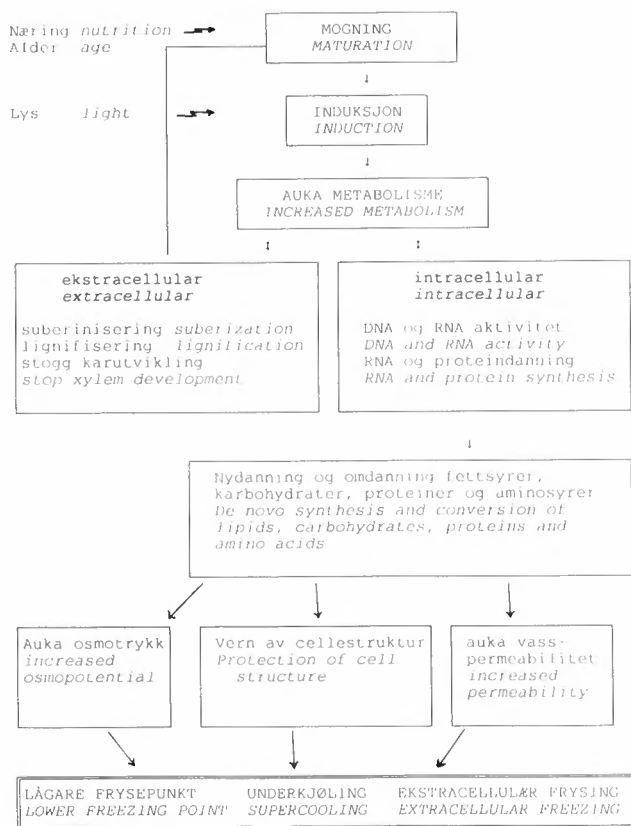 Næring nutrition
Alder age
MOGNING
MATURATION
Lys light
INDUKSJON
INDUCTION
AUKA METABOLISME
INCREASED METABOLISM
ekstracellular
extracellular
suberinisering suberization
lignifisering lignification
stogg karutvikling
stop xylem development
intracellular
intracellular
DNA og RNA aktivitet
DNA and RNA activity
RNA og proteindanning
RNA and protein synthesis
Nydanning og omdanning fettsyrer,
karbohydrater, proteiner og aminosyrer
De novo synthesis and conversion of
lipids, carbohydrates, proteins and
amino acids
Auka osmotrykk
increased
osmopotential
Vern av cellestruktur
Protection of cell
structure
auka vass-
permeabilitet
increased
permeability
LÅGARE FRYSEPUNKT UNDERKJØLING EKSTRACELLULÆR FRYSING
LOWER FREEZING POINT SUPERCOOLING EXTRACELLULAR FREEZING